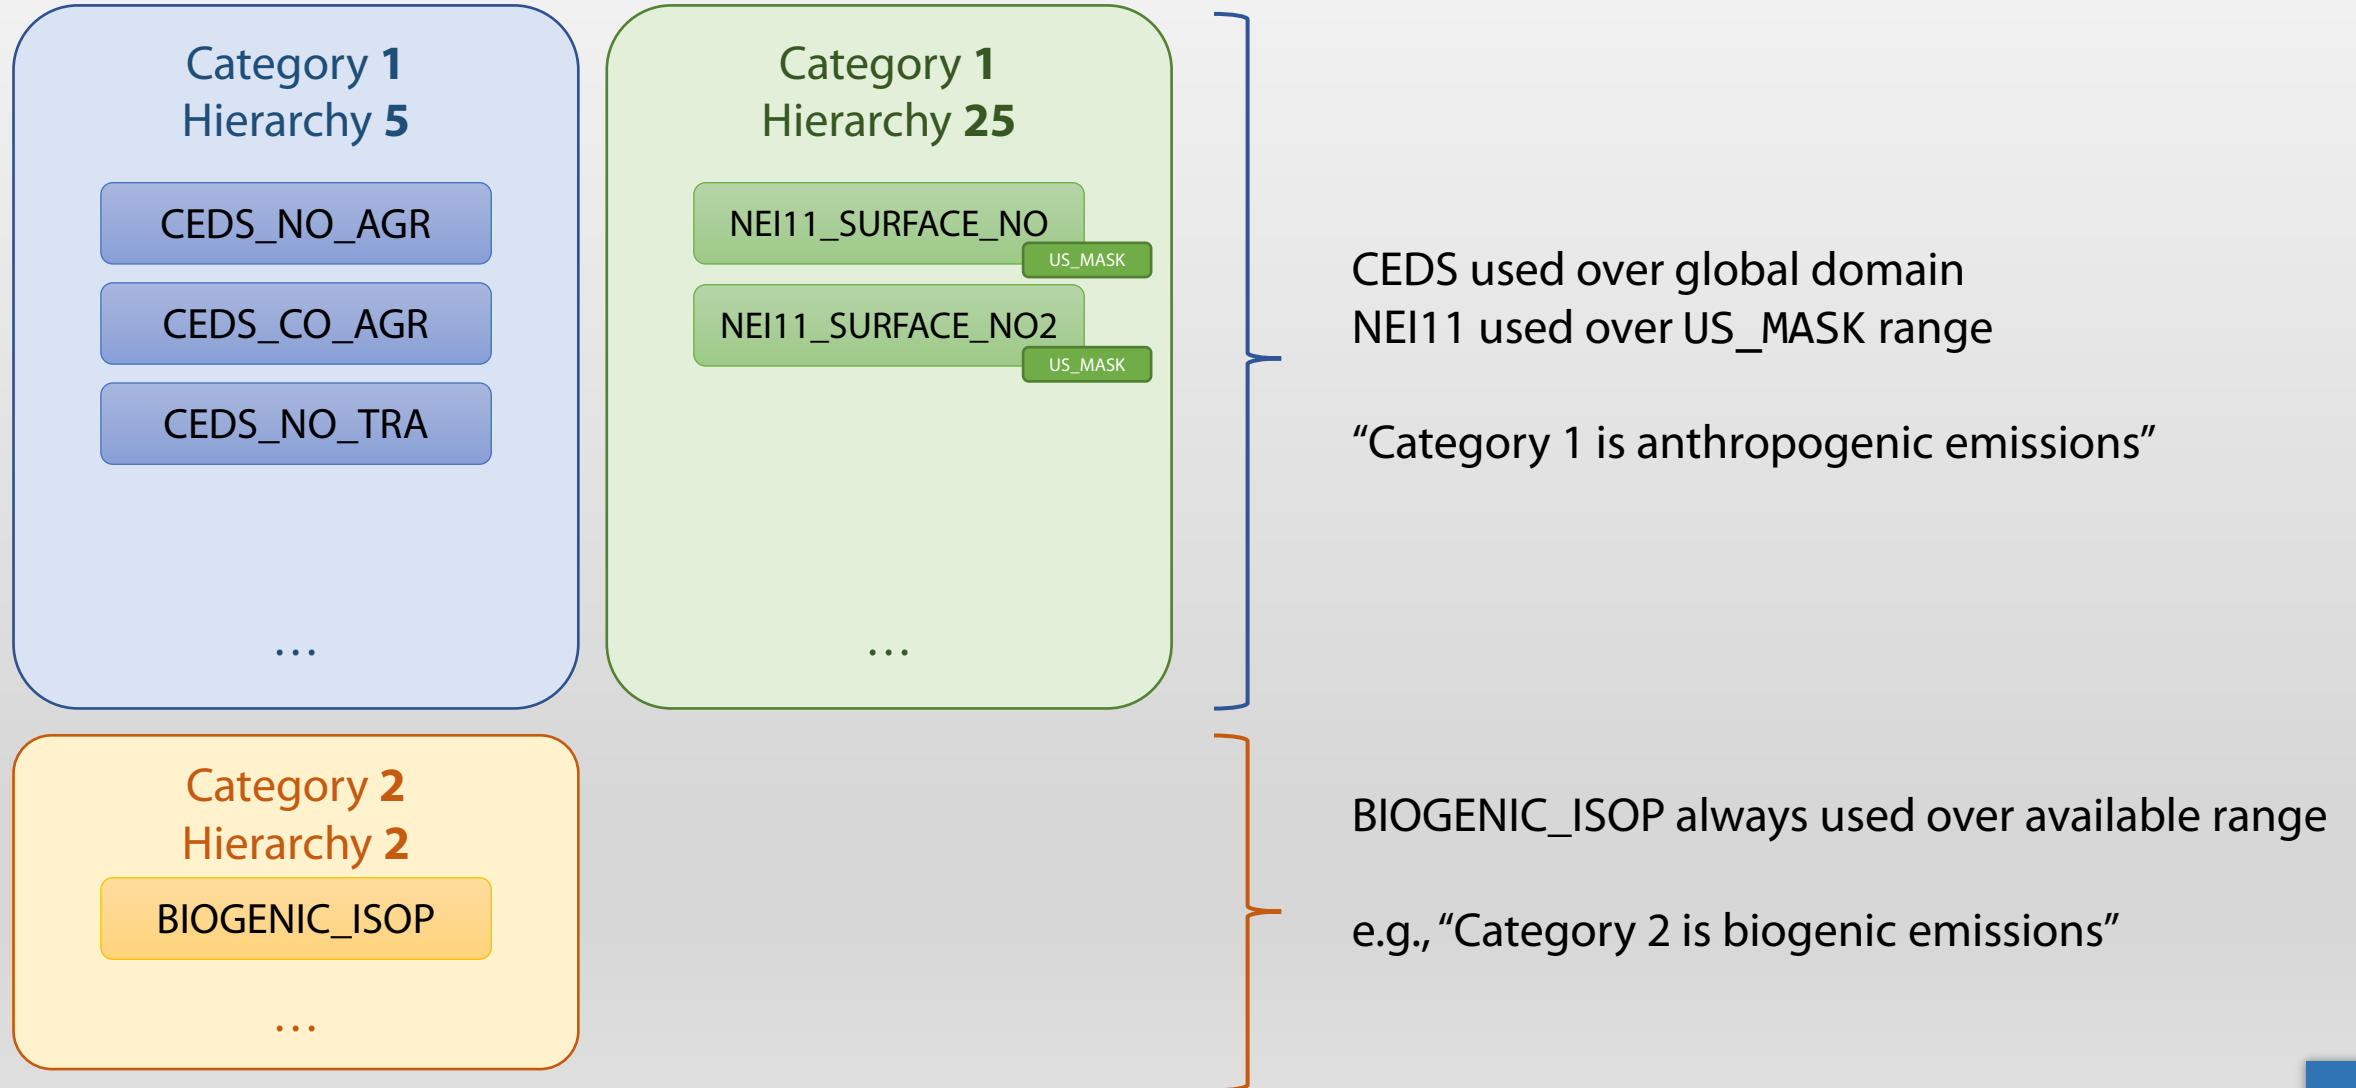 Category 1
Hierarchy 5
CEDS_NO_AGR
CEDS_CO_AGR
CEDS_NO_TRA
...
Category 1
Hierarchy 25
NEI11_SURFACE_NO
US_MASK
NEI11_SURFACE_NO2
US_MASK
...
CEDS used over global domain
NEI11 used over US_MASK range
“Category 1 is anthropogenic emissions”
Category 2
Hierarchy 2
BIOGENIC_ISOP
...
BIOGENIC_ISOP always used over available range
e.g., “Category 2 is biogenic emissions”